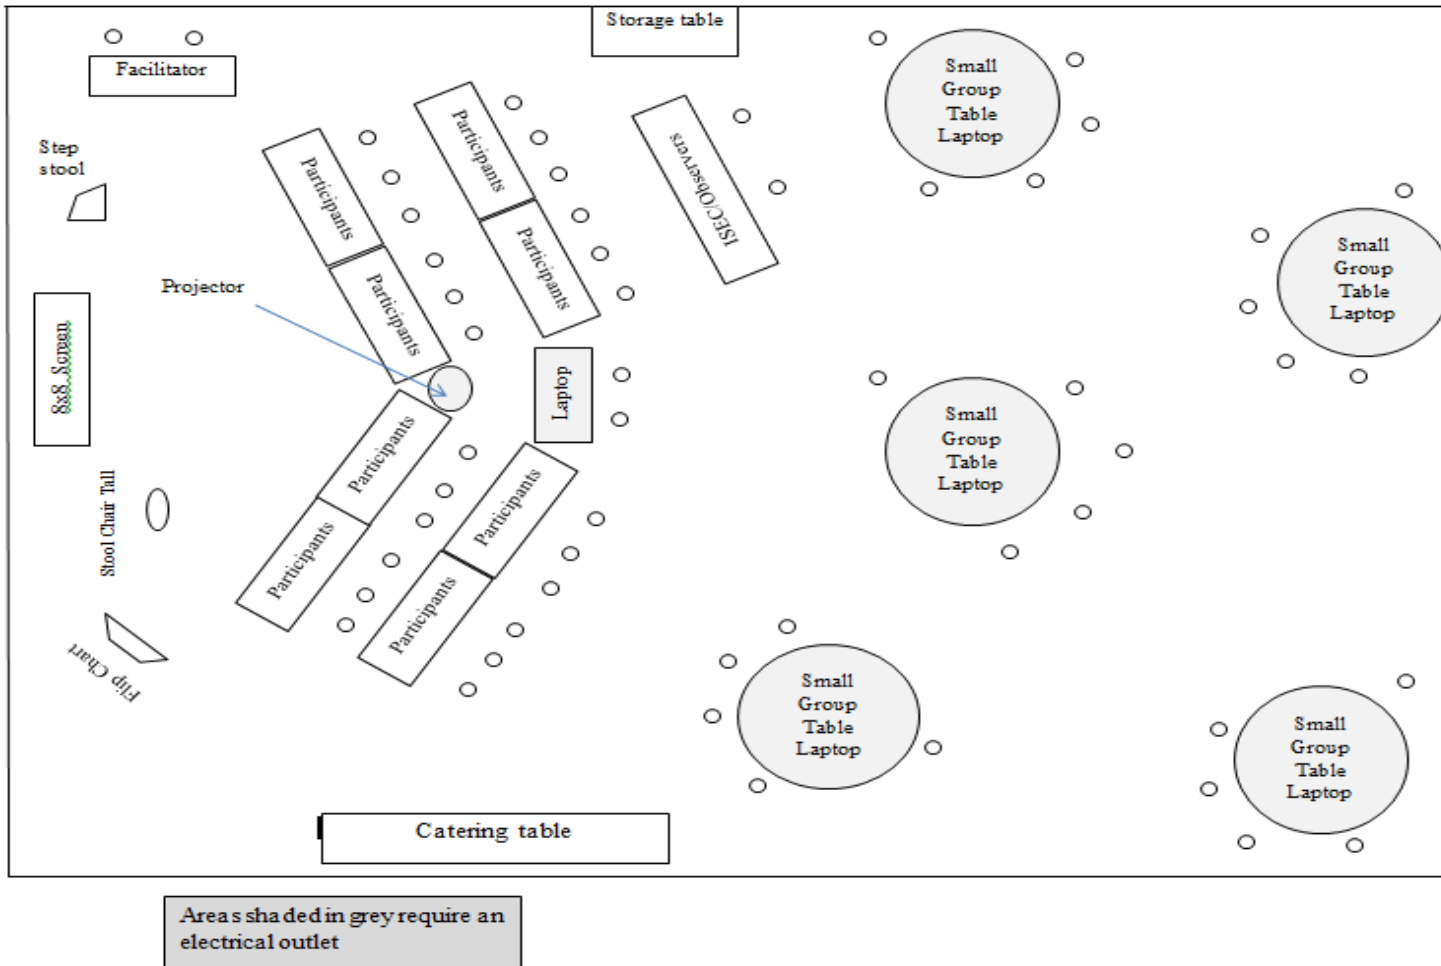 Storage table
Facilitator
Small
Group
Table
Laptop
Participants
Participants
ISEC/Observers
Step
stool
Small
Group
Table
Laptop
Participants
Participants
Projector
8x8 Screen
Laptop
Small
Group
Table
Laptop
Participants
Participants
Stool Chair Tall
Participants
Participants
Flip Chart
Small
Group
Table
Laptop
Small
Group
Table
Laptop
Catering table
Areas shaded in grey require an
electrical outlet